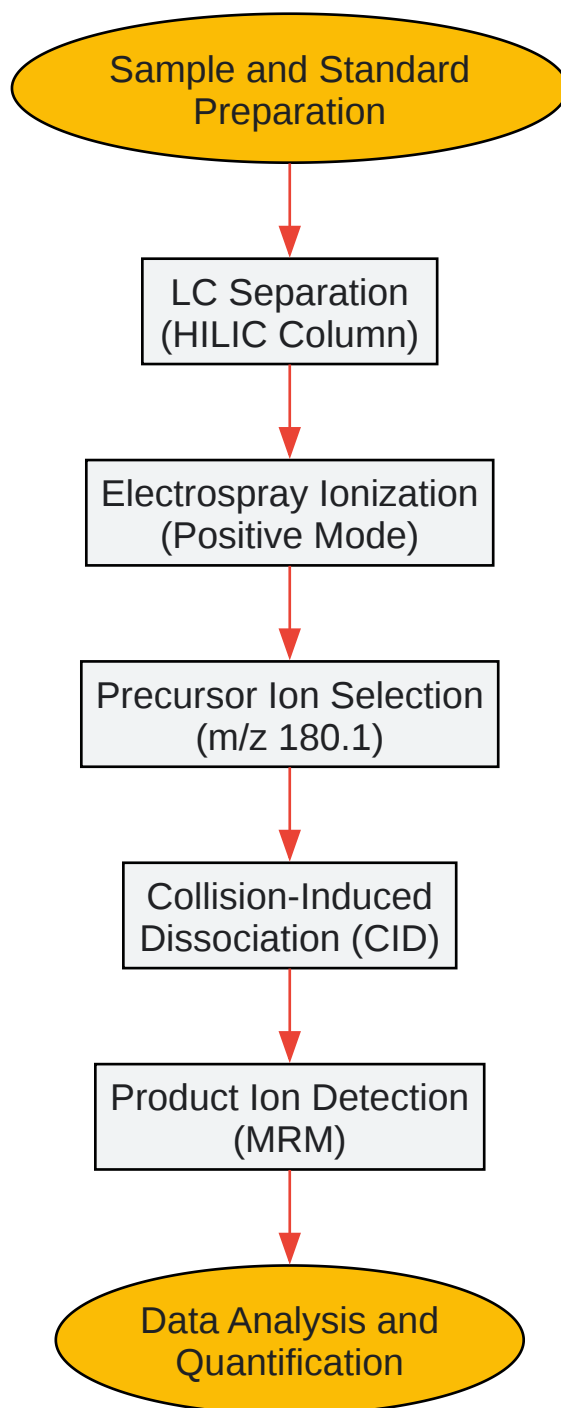 Sample and Standard
Preparation
LC Separation
(HILIC Column)
Electrospray Ionization
(Positive Mode)
Precursor Ion Selection
(m/z 180.1)
Collision-Induced
Dissociation (CID)
Product Ion Detection
(MRM)
Data Analysis and
Quantification